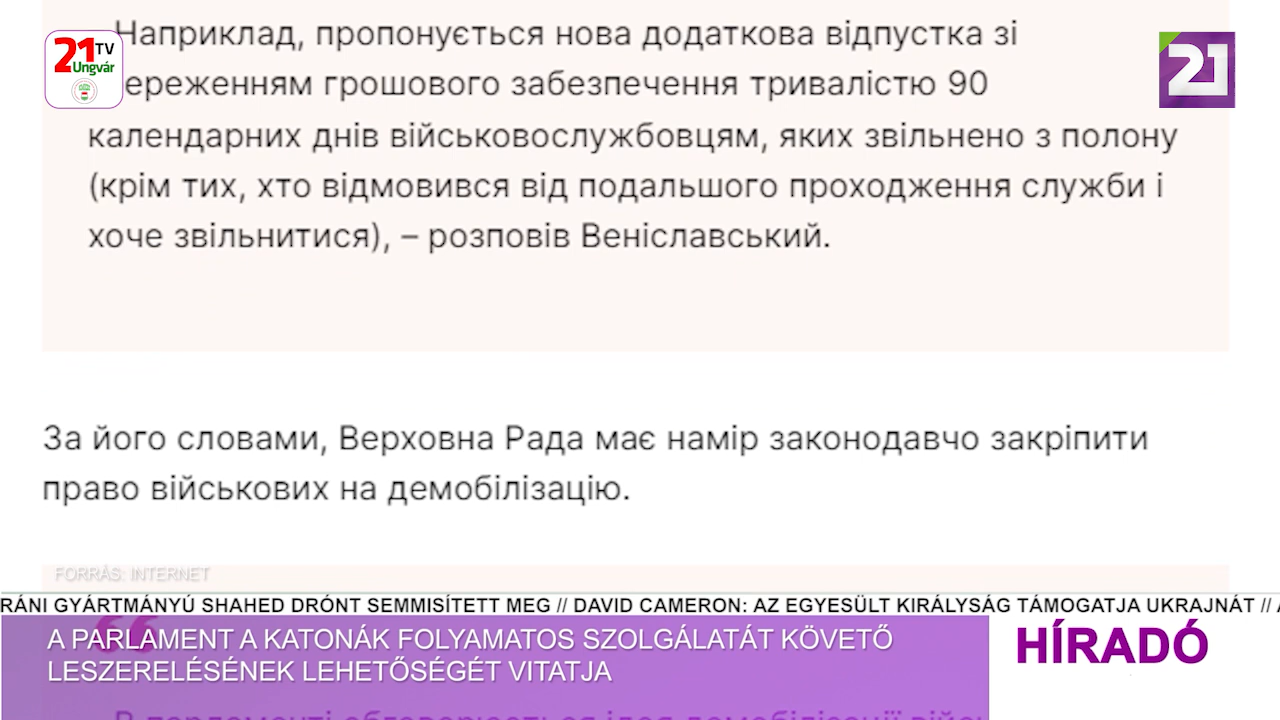 Наприклад, пропонується нова додаткова відпустка зі
21 TV
Ungvár
21
ереженням грошового забезпечення тривалістю 90
календарних днів військовослужбовцям, яких звільнено з полону
(крім тих, хто відмовився від подальшого проходження служби і
хоче звільнитися), – розповів Веніславський.
За його словами, Верховна Рада має намір законодавчо закріпити
право військових на демобілізацію.
FORRÁS: INTERNET
RÁNI GYÁRTMÁNYÚ SHAHED DRÓNT SEMMISÍTETT MEG // DAVID CAMERON: AZ EGYESÜLT KIRÁLYSÁG TÁMOGATJA UKRAJNÁT //
A PARLAMENT A KATONÁK FOLYAMATOS SZOLGÁLATÁT KÖVETŐ
LESZERELÉSÉNEK LEHETŐSÉGÉT VITATJA
HÍRADÓ